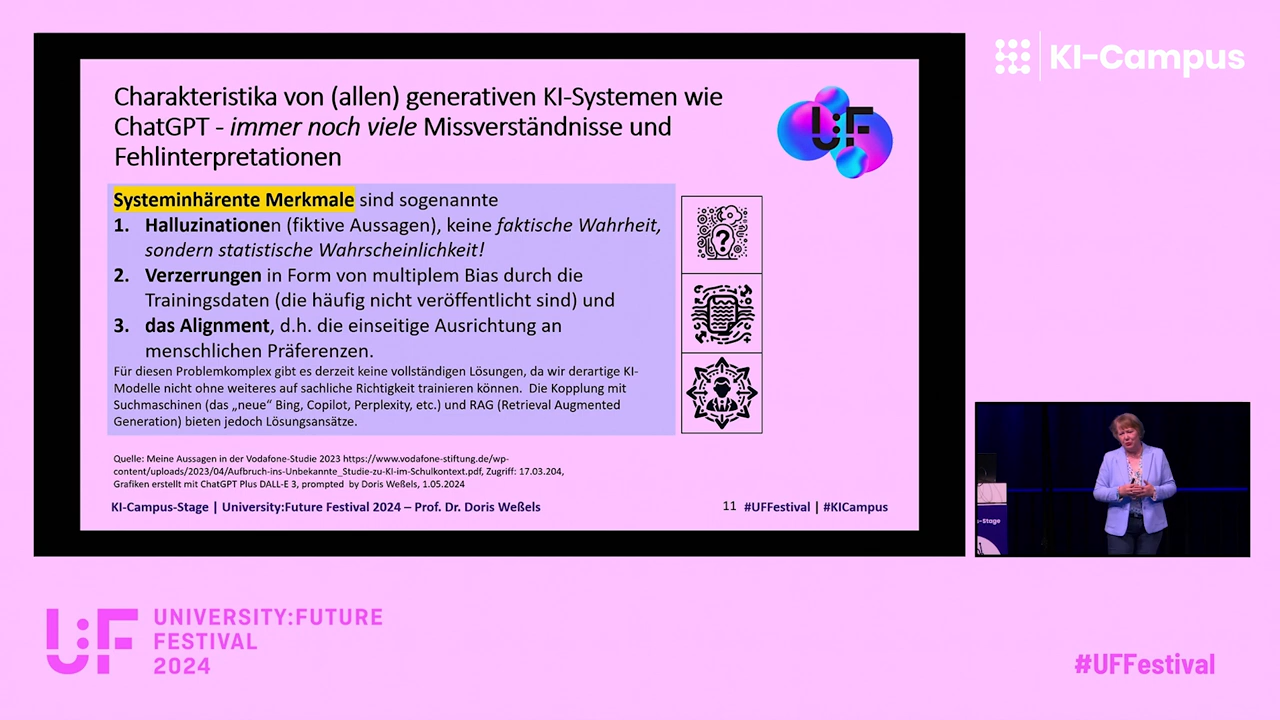 KI-Campus
Charakteristika von (allen) generativen KI-Systemen wie
ChatGPT - immer noch viele Missverständnisse und
Fehlinterpretationen
U:F
Systeminhärente Merkmale sind sogenannte
1. Halluzinationen (fiktive Aussagen), keine faktische Wahrheit,
sondern statistische Wahrscheinlichkeit!
2. Verzerrungen in Form von multiplem Bias durch die
Trainingsdaten (die häufig nicht veröffentlicht sind) und
3. das Alignment, d.h. die einseitige Ausrichtung an
menschlichen Präferenzen.
Für diesen Problemkomplex gibt es derzeit keine vollständigen Lösungen, da wir derartige KI-
Modelle nicht ohne weiteres auf sachliche Richtigkeit trainieren können. Die Kopplung mit
Suchmaschinen (das „neue“ Bing, Copilot, Perplexity, etc.) und RAG (Retrieval Augmented
Generation) bieten jedoch Lösungsansätze.
?
Quelle: Meine Aussagen in der Vodafone-Studie 2023 https://www.vodafone-stiftung.de/wp-
content/uploads/2023/04/Aufbruch-ins-Unbekannte_Studie-zu-KI-im-Schulkontext.pdf, Zugriff: 17.03.204,
Grafiken erstellt mit ChatGPT Plus DALL-E 3, prompted by Doris Weßels, 1.05.2024
KI-Campus-Stage | University:Future Festival 2024 – Prof. Dr. Doris Weßels 11 #UFFestival | #KICampus
-Stage
U:F
UNIVERSITY:FUTURE
FESTIVAL
2024
#UFFestival